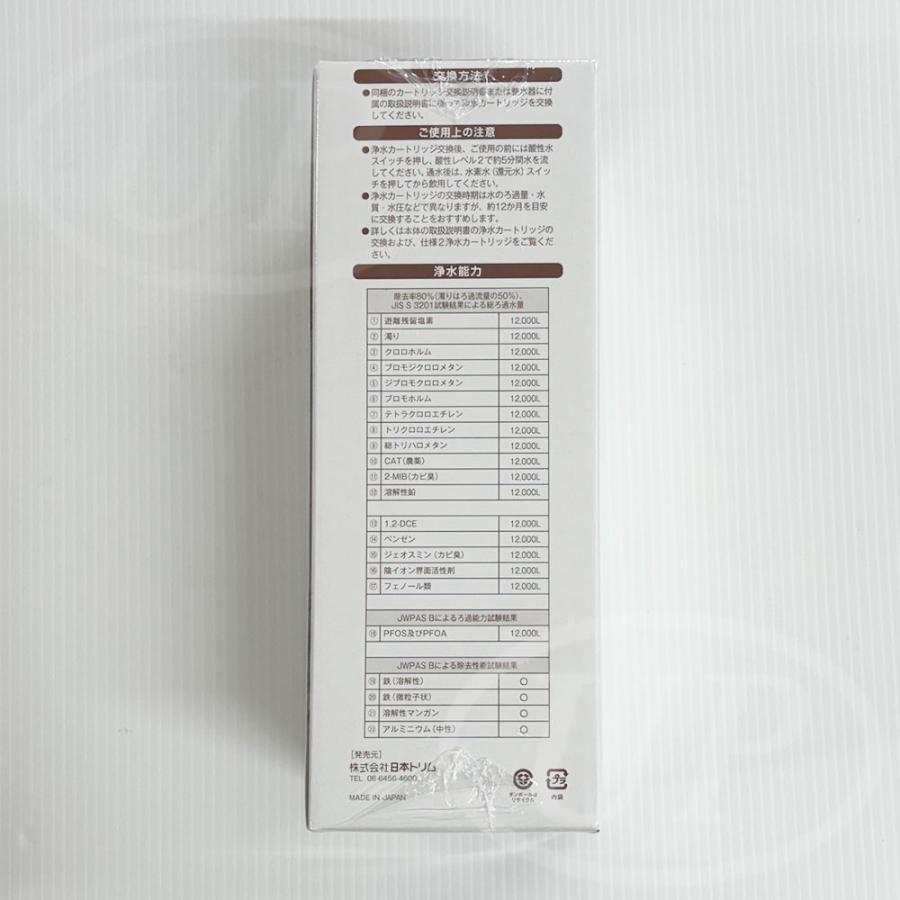 交換方法
●同梱のカートリッジ交換説明書または整水器に付
属の取扱説明書に従って浄水カートリッジを交換
してください。
ご使用上の注意
●浄水カートリッジ交換後、ご使用の前には酸性水
スイッチを押し、酸性レベル2で約5分間水を流
してください。通水後は、水素水(還元水)スイッ
チを押してから飲用してください。
●浄水カートリッジの交換時期は水のろ過量・水
質・水圧などで異なりますが、約12か月を目安
に交換することをおすすめします。
●詳しくは本体の取扱説明書の浄水カートリッジの
交換および、仕様2浄水カートリッジをご覧くだ
さい。
浄水能力
除去率80%(濁りはろ過流量の50%)、
JIS S 3201試験結果による総ろ過水量
① 遊離残留塩素 12,000L
② 濁り 12,000L
③ クロロホルム 12,000L
④ ブロモジクロロメタン 12,000L
⑤ ジブロモクロロメタン 12,000L
⑥ ブロモホルム 12,000L
⑦ テトラクロロエチレン 12,000L
⑧ トリクロロエチレン 12,000L
⑨ 総トリハロメタン 12,000L
⑩ CAT(農薬) 12,000L
⑪ 2-MIB(カビ臭) 12,000L
⑫ 溶解性鉛 12,000L
⑬ 1,2-DCE 12,000L
⑭ ベンゼン 12,000L
⑮ ジェオスミン(カビ臭) 12,000L
⑯ 陰イオン界面活性剤 12,000L
⑰ フェノール類 12,000L
JWPAS Bによるろ過能力試験結果
⑱ PFOS及びPFOA 12,000L
JWPAS Bによる除去性能試験結果
⑲ 鉄(溶解性) ○
⑳ 鉄(微粒子状) ○
㉑ 溶解性マンガン ○
㉒ アルミニウム(中性) ○
[発売元]
株式会社日本トリム
TEL 06-6456-4600
MADE IN JAPAN
ダンボールは
リサイクル
プラ
内袋